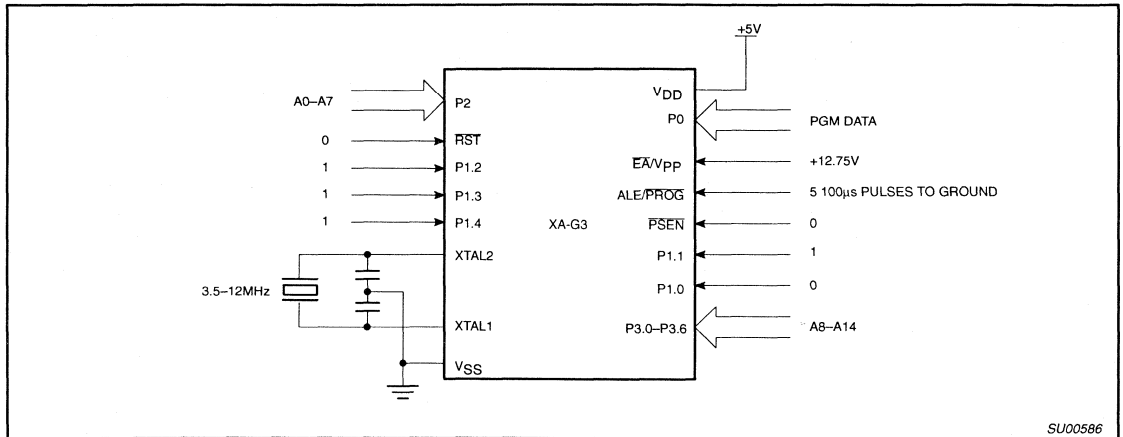 +5V
A0–A7
P2
VDD
P0
PGM DATA
0
RST
1
P1.2
EA/VPP
+12.75V
1
P1.3
ALE/PROG
5 100µs PULSES TO GROUND
1
P1.4
XA-G3
PSEN
0
XTAL2
P1.1
1
3.5–12MHz
P1.0
0
XTAL1
P3.0–P3.6
A8–A14
VSS
SU00586